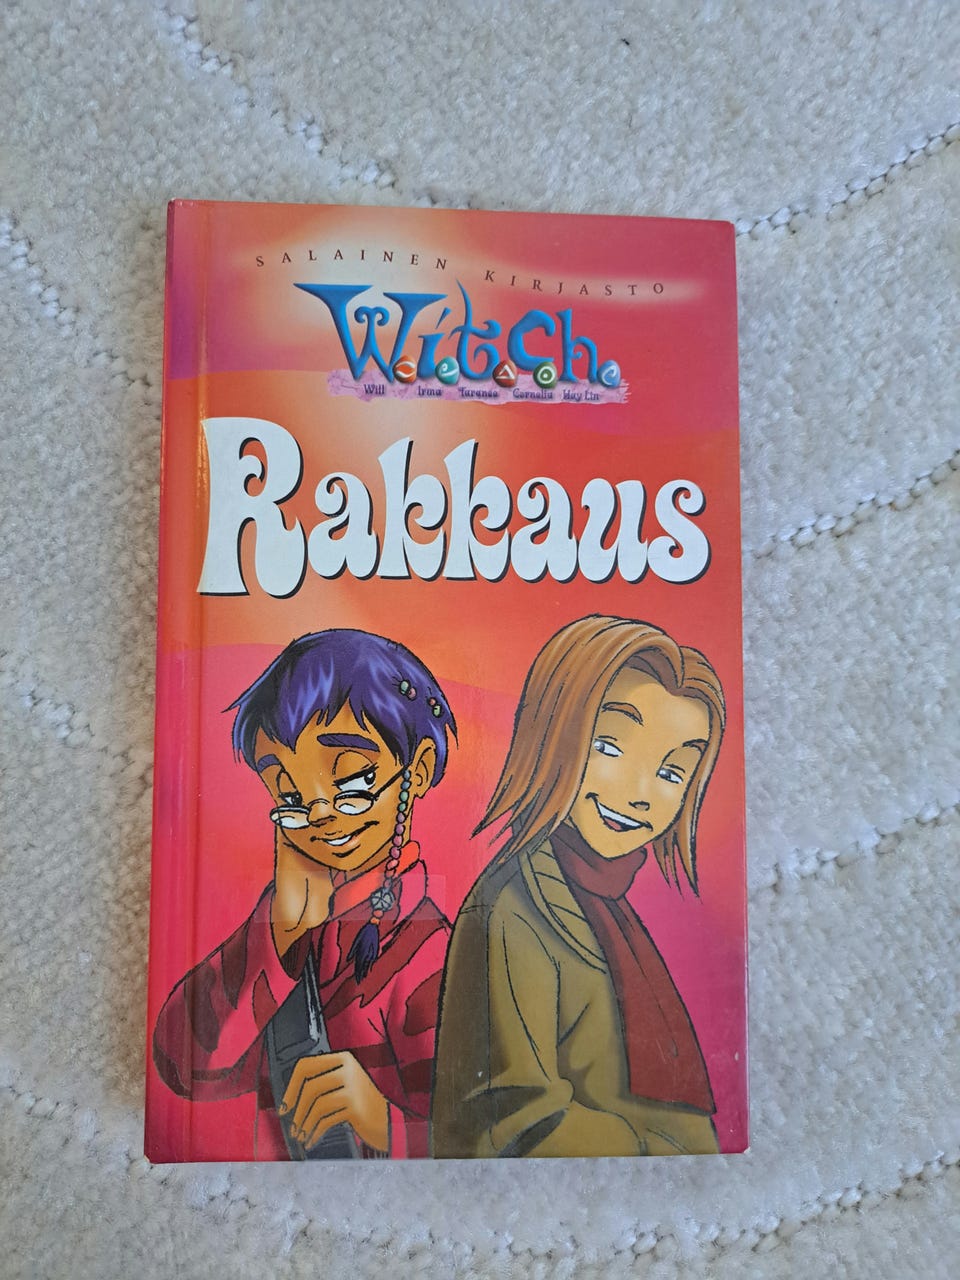 SALAINEN KIRJASTO
W.i.t.c.h.
Will Irma Taranee Cornelia Hay Lin
Rakkaus